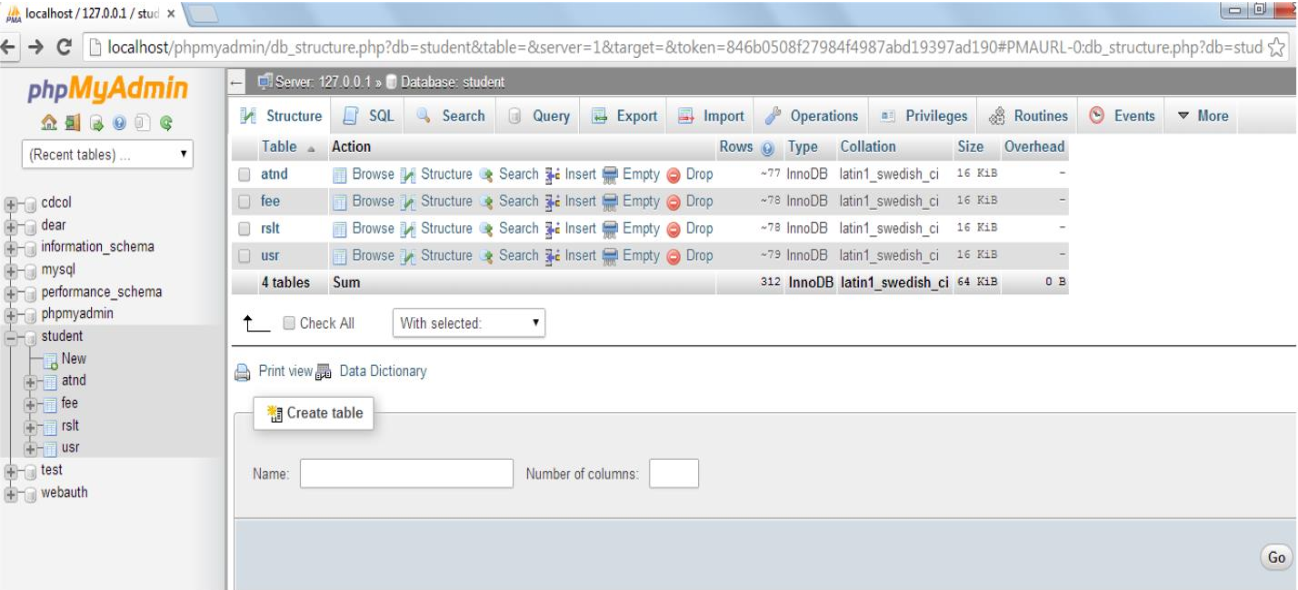 localhost / 127.0.0.1 / stud
localhost/phpmyadmin/db_structure.php?db=student&table=&server=1&target=&token=846b0508f27984f4987abd19397ad190#PMAURL-0:db_structure.php?db=stud
phpMyAdmin
(Recent tables) ...
cdcol
dear
information_schema
mysql
performance_schema
phpmyadmin
student
New
atnd
fee
rslt
usr
test
webauth
Server: 127.0.0.1 » Database: student
Structure SQL Search Query Export Import Operations Privileges Routines Events More
Table Action Rows Type Collation Size Overhead
atnd Browse Structure Search Insert Empty Drop ~77 InnoDB latin1_swedish_ci 16 KiB -
fee Browse Structure Search Insert Empty Drop ~78 InnoDB latin1_swedish_ci 16 KiB -
rslt Browse Structure Search Insert Empty Drop ~78 InnoDB latin1_swedish_ci 16 KiB -
usr Browse Structure Search Insert Empty Drop ~79 InnoDB latin1_swedish_ci 16 KiB -
4 tables Sum 312 InnoDB latin1_swedish_ci 64 KiB 0 B
Check All With selected:
Print view Data Dictionary
Create table
Name: Number of columns:
Go